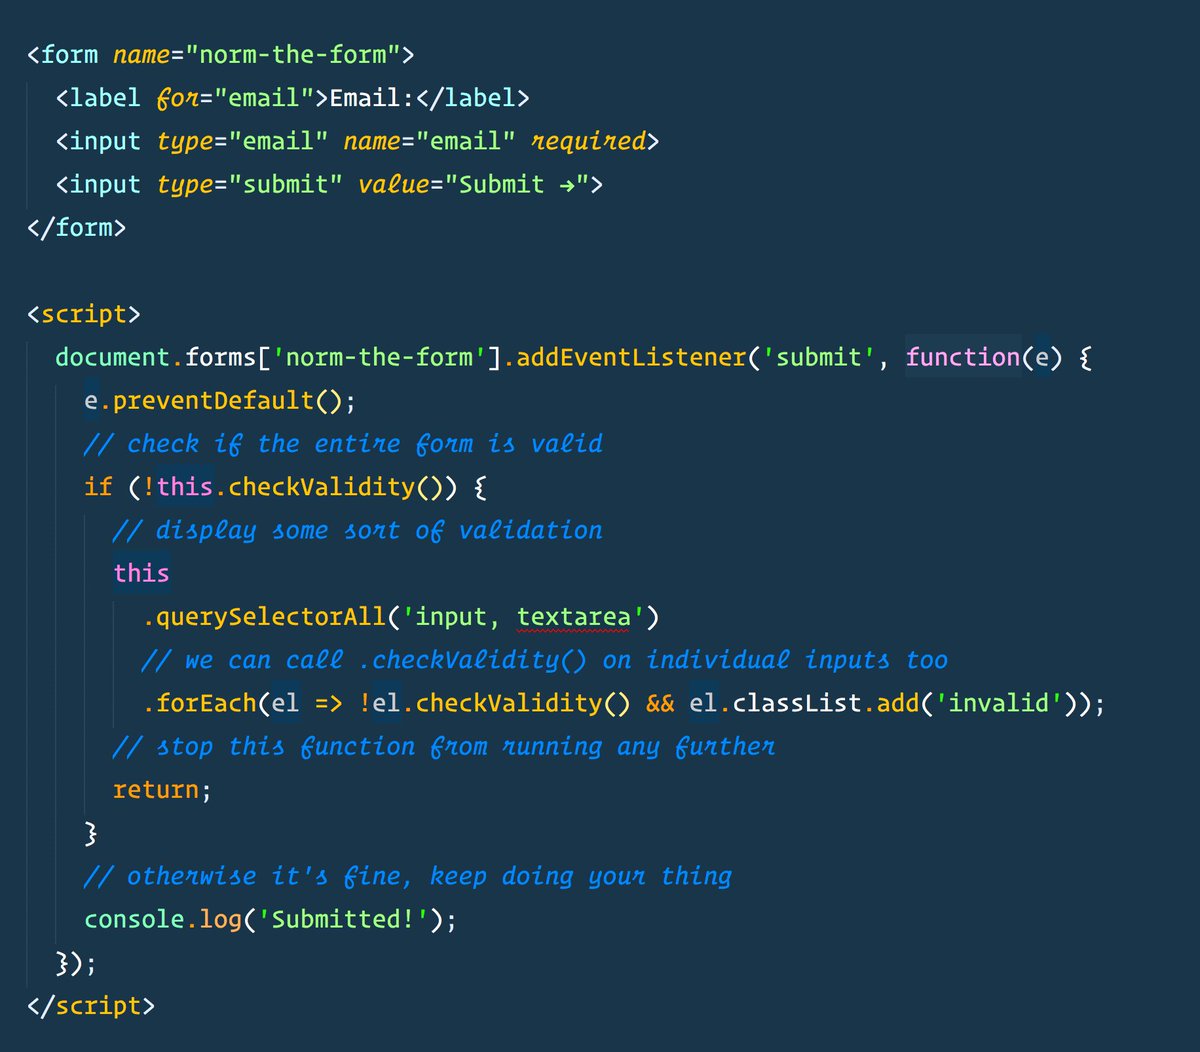 <form name="norm-the-form">
  <label for="email">Email:</label>
  <input type="email" name="email" required>
  <input type="submit" value="Submit →">
</form>

<script>
  document.forms['norm-the-form'].addEventListener('submit', function(e) {
    e.preventDefault();
    // check if the entire form is valid
    if (!this.checkValidity()) {
      // display some sort of validation
      this
        .querySelectorAll('input, textarea')
        // we can call .checkValidity() on individual inputs too
        .forEach(el => !el.checkValidity() && el.classList.add('invalid'));
      // stop this function from running any further
      return;
    }
    // otherwise it's fine, keep doing your thing
    console.log('Submitted!');
  });
</script>